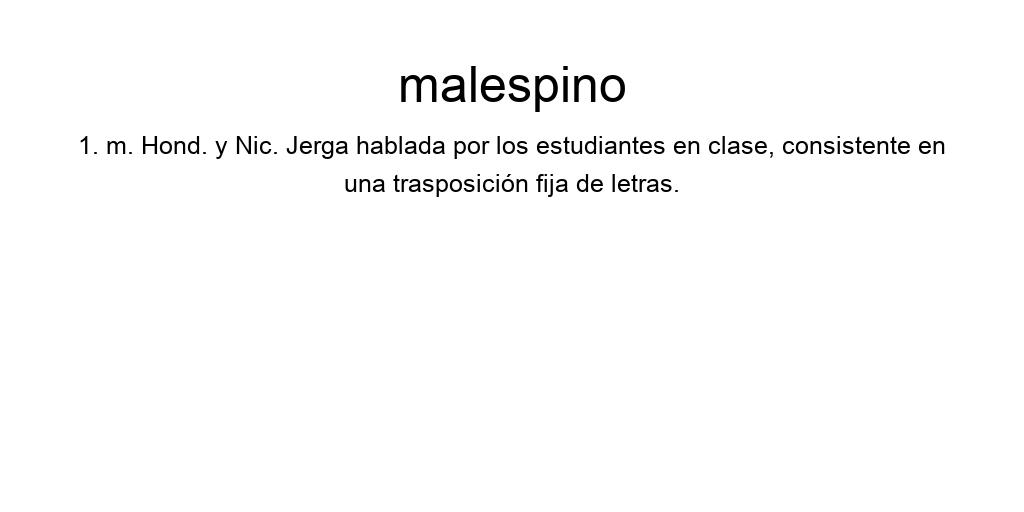 malespino
1. m. Hond. y Nic. Jerga hablada por los estudiantes en clase, consistente en
una trasposición fija de letras.